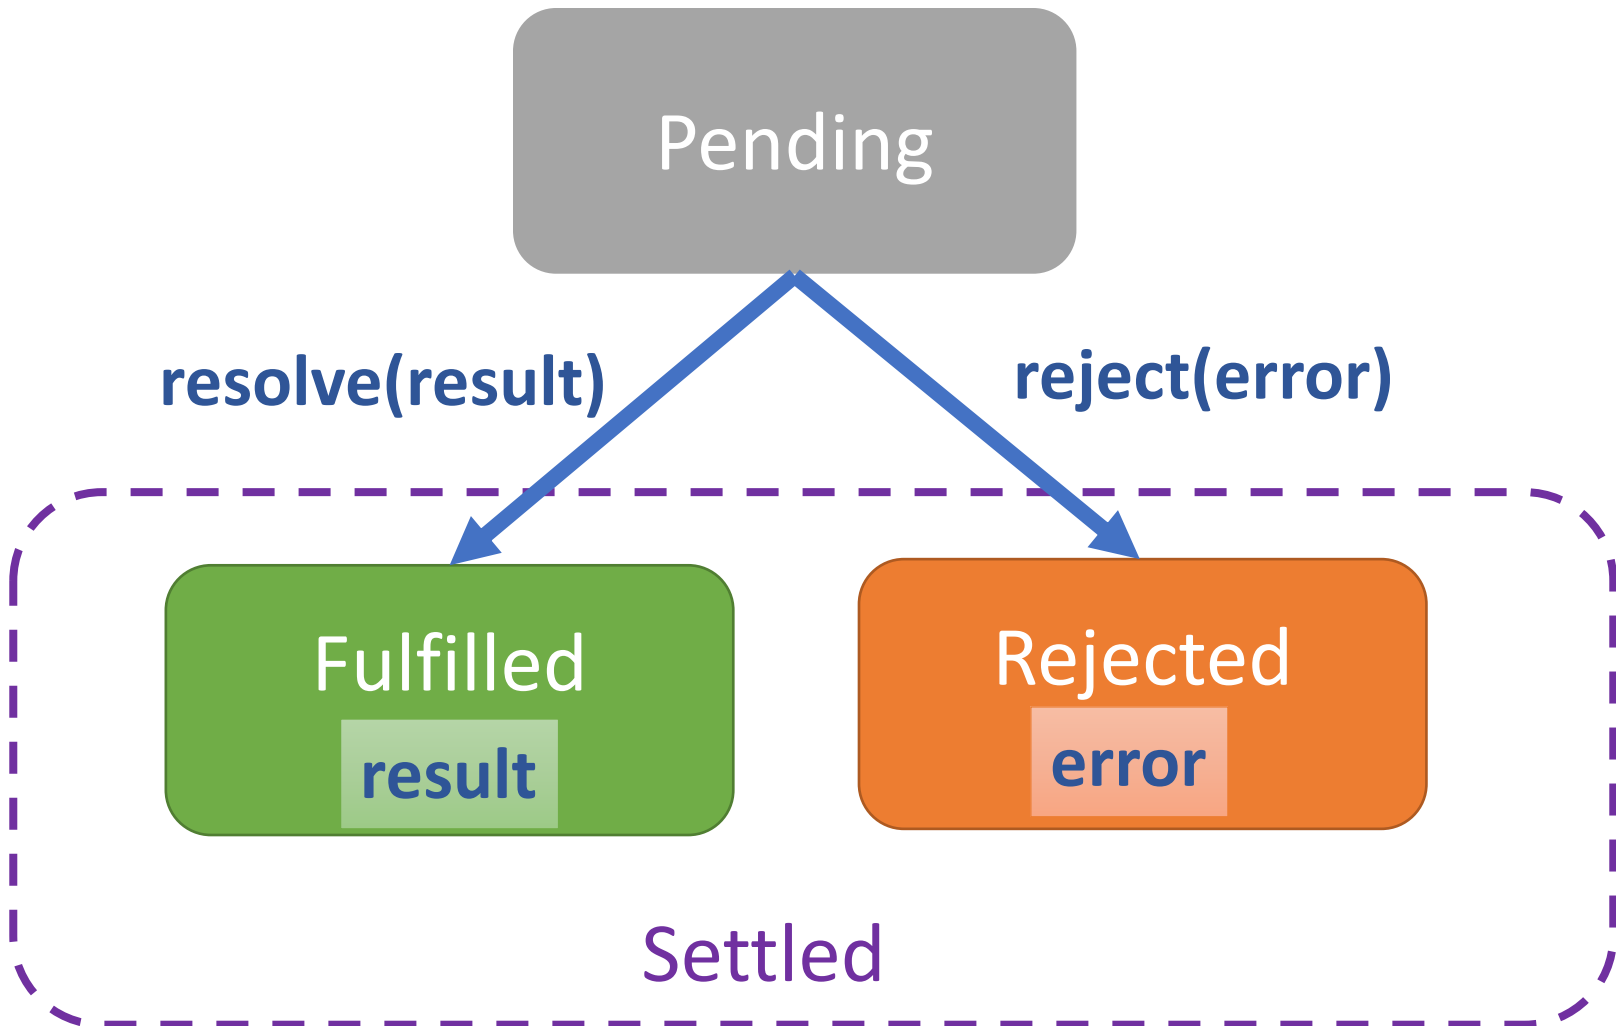 Pending
resolve(result)
reject(error)
Fulfilled
result
Rejected
error
Settled